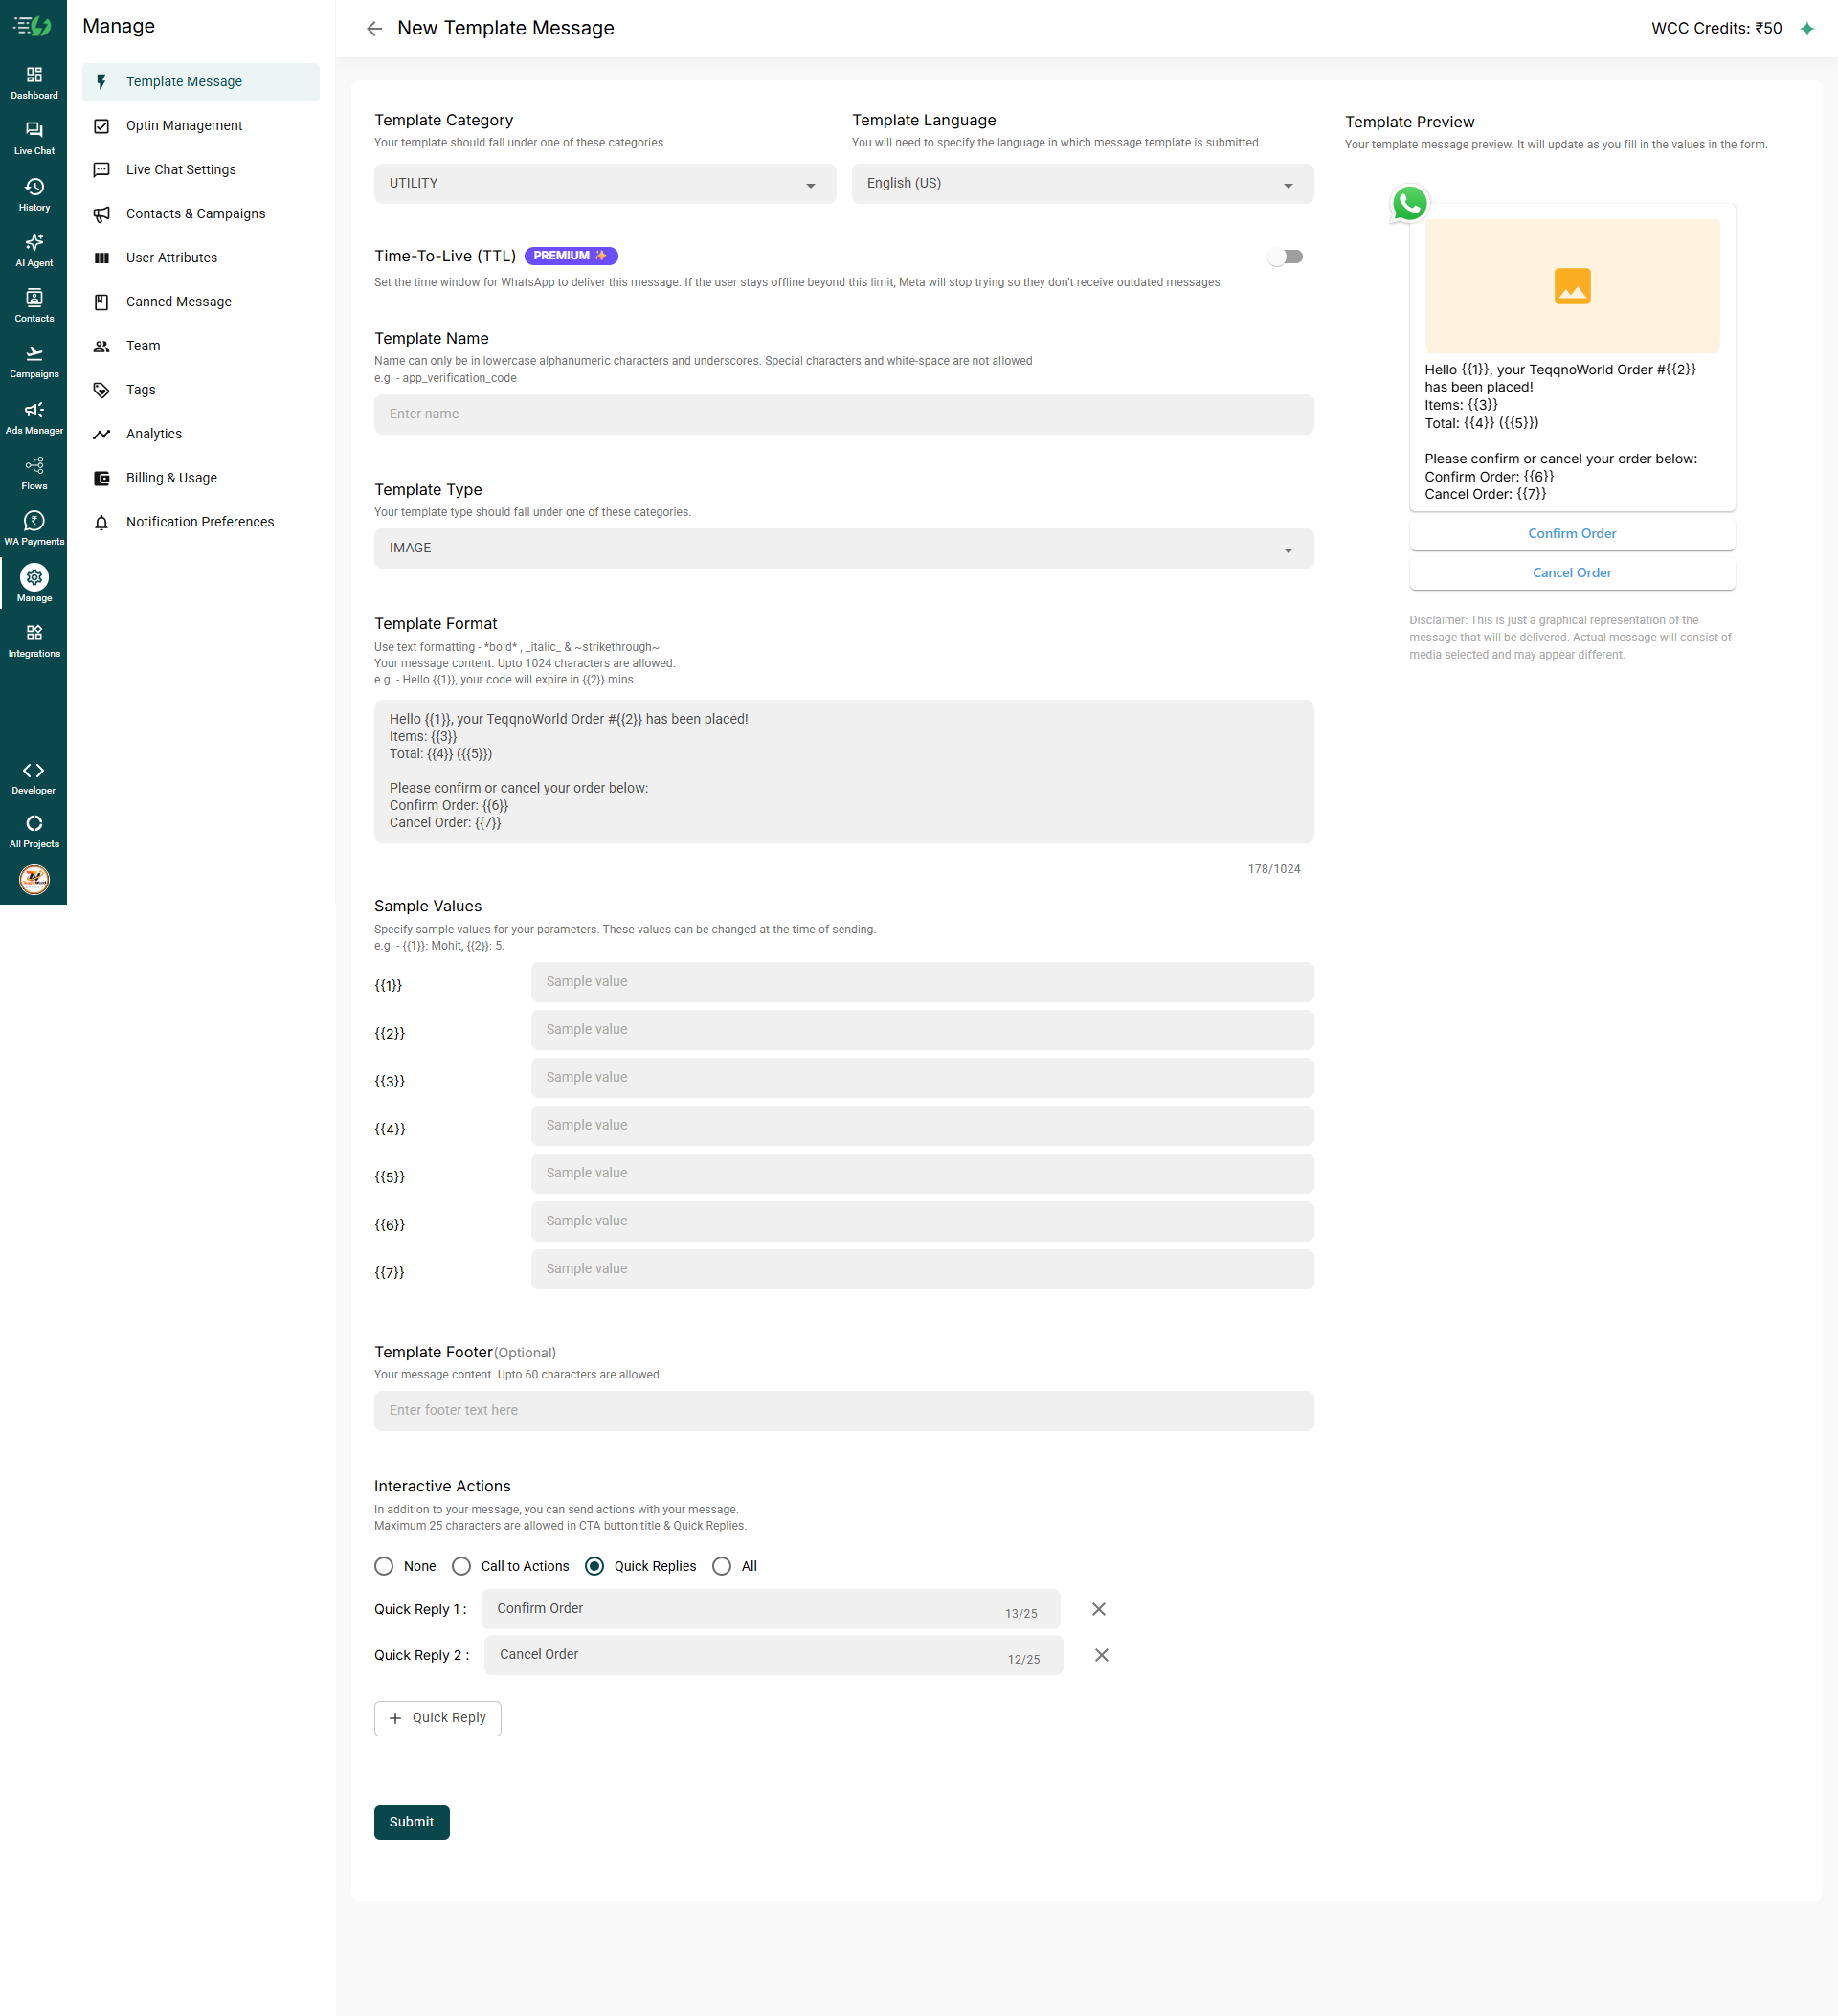 Dashboard
Live Chat
History
AI Agent
Contacts
Campaigns
Ads Manager
Flows
WA Payments
Manage
Integrations
Developer
All Projects
Manage
Template Message
Optin Management
Live Chat Settings
Contacts & Campaigns
User Attributes
Canned Message
Team
Tags
Analytics
Billing & Usage
Notification Preferences
New Template Message
WCC Credits: ₹50
Template Category
Your template should fall under one of these categories.
UTILITY
Template Language
You will need to specify the language in which message template is submitted.
English (US)
Time-To-Live (TTL) PREMIUM ✨
Set the time window for WhatsApp to deliver this message. If the user stays offline beyond this limit, Meta will stop trying so they don't receive outdated messages.
Template Name
Name can only be in lowercase alphanumeric characters and underscores. Special characters and white-space are not allowed
e.g. - app_verification_code
Enter name
Template Type
Your template type should fall under one of these categories.
IMAGE
Template Format
Use text formatting - *bold* , _italic_ & ~strikethrough~
Your message content. Upto 1024 characters are allowed.
e.g. - Hello {{1}}, your code will expire in {{2}} mins.
Hello {{1}}, your TeqqnoWorld Order #{{2}} has been placed!
Items: {{3}}
Total: {{4}} ({{5}})
Please confirm or cancel your order below:
Confirm Order: {{6}}
Cancel Order: {{7}}
178/1024
Sample Values
Specify sample values for your parameters. These values can be changed at the time of sending.
e.g. - {{1}}: Mohit, {{2}}: 5.
{{1}} Sample value
{{2}} Sample value
{{3}} Sample value
{{4}} Sample value
{{5}} Sample value
{{6}} Sample value
{{7}} Sample value
Template Footer(Optional)
Your message content. Upto 60 characters are allowed.
Enter footer text here
Interactive Actions
In addition to your message, you can send actions with your message.
Maximum 25 characters are allowed in CTA button title & Quick Replies.
None Call to Actions Quick Replies All
Quick Reply 1 : Confirm Order 13/25
Quick Reply 2 : Cancel Order 12/25
Quick Reply
Submit
Template Preview
Your template message preview. It will update as you fill in the values in the form.
Hello {{1}}, your TeqqnoWorld Order #{{2}}
has been placed!
Items: {{3}}
Total: {{4}} ({{5}})
Please confirm or cancel your order below:
Confirm Order: {{6}}
Cancel Order: {{7}}
Confirm Order
Cancel Order
Disclaimer: This is just a graphical representation of the
message that will be delivered. Actual message will consist of
media selected and may appear different.